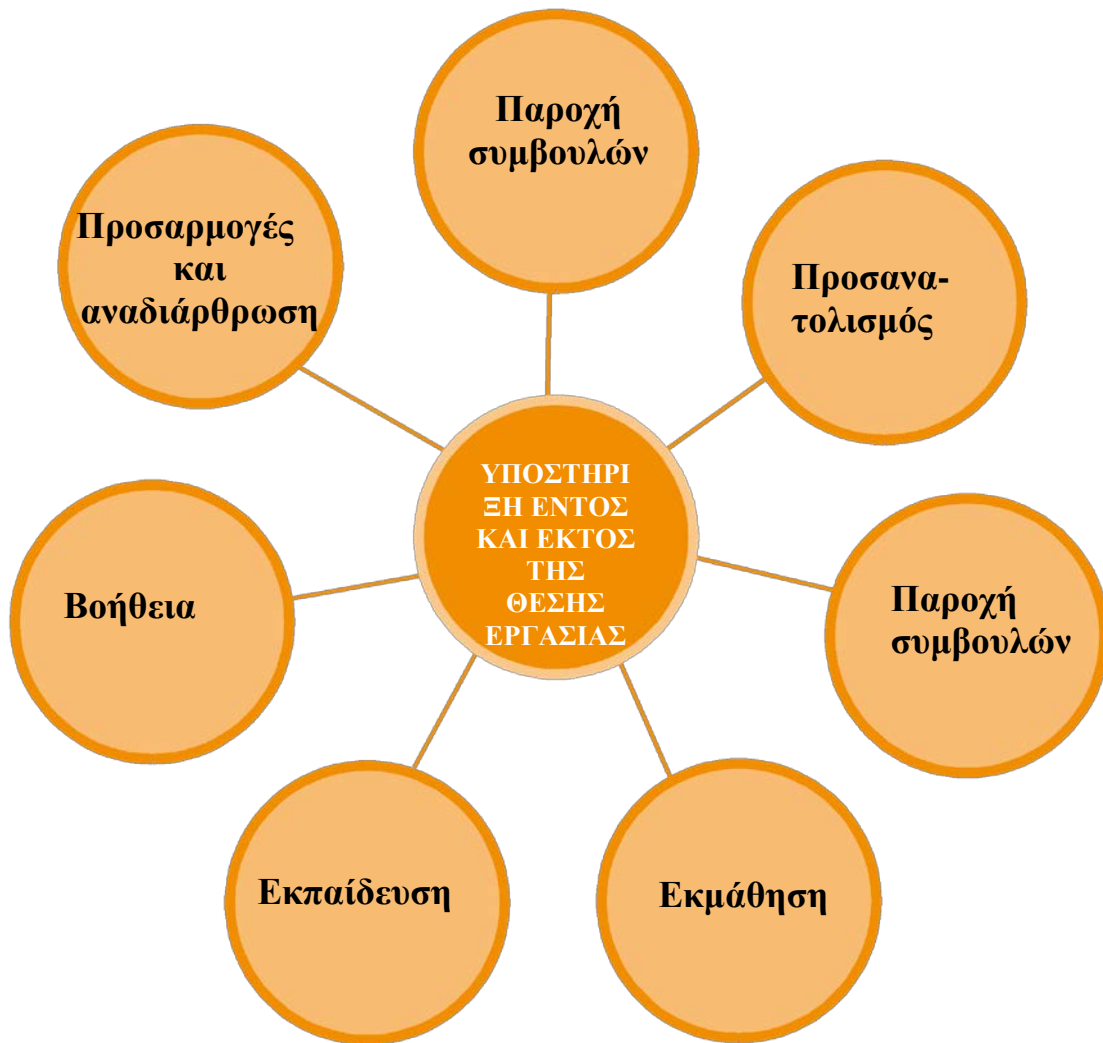 Παροχή
συμβουλών
Προσαρμογές
και
αναδιάρθρωση
Προσανα-
τολισμός
ΥΠΟΣΤΗΡΙ
ΞΗ ΕΝΤΟΣ
ΚΑΙ ΕΚΤΟΣ
ΤΗΣ
ΘΕΣΗΣ
ΕΡΓΑΣΙΑΣ
Βοήθεια
Παροχή
συμβουλών
Εκπαίδευση
Εκμάθηση